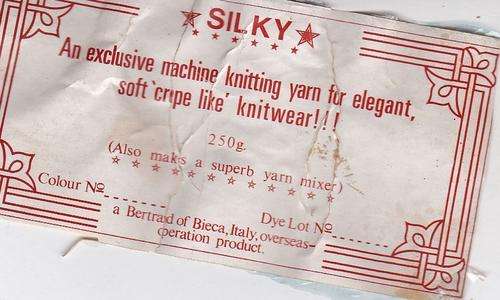 SILKY
An exclusive machine knitting yarn for elegant,
soft 'crepe like' knitwear!!!
250g.
(Also makes a superb yarn mixer)
Colour No
Dye Lot No
a Bertrand of Bieca, Italy, overseas-
operation product.